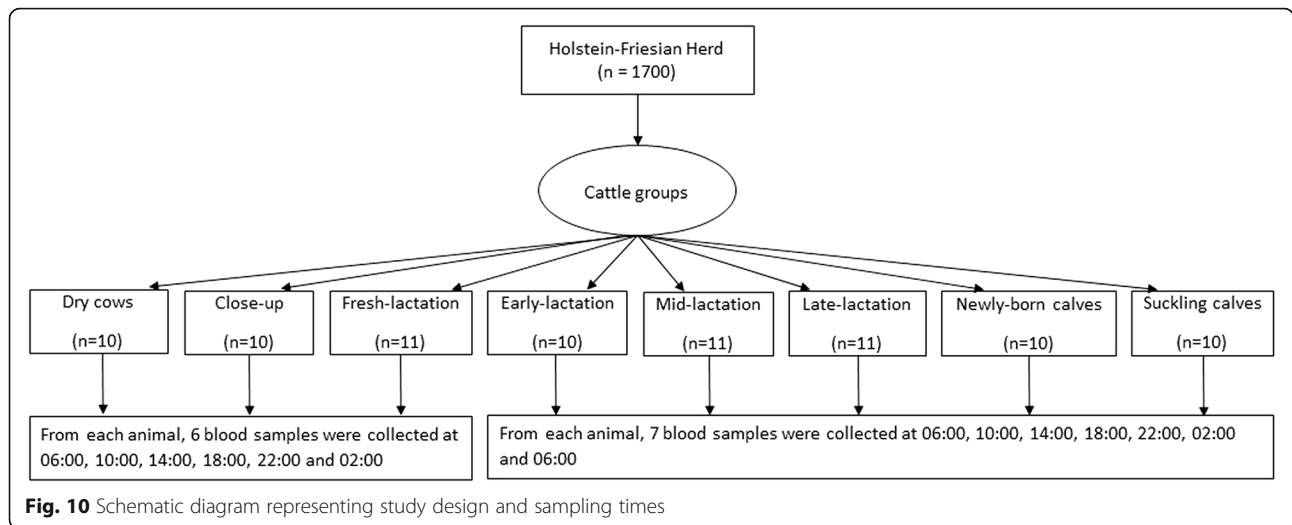 Holstein-Friesian Herd
(n = 1700)
Cattle groups
Dry cows
(n=10)
Close-up
(n=10)
Fresh-lactation
(n=11)
Early-lactation
(n=10)
Mid-lactation
(n=11)
Late-lactation
(n=11)
Newly-born calves
(n=10)
Suckling calves
(n=10)
From each animal, 6 blood samples were collected at
06:00, 10:00, 14:00, 18:00, 22:00 and 02:00
From each animal, 7 blood samples were collected at 06:00, 10:00, 14:00, 18:00, 22:00, 02:00
and 06:00
Fig. 10 Schematic diagram representing study design and sampling times